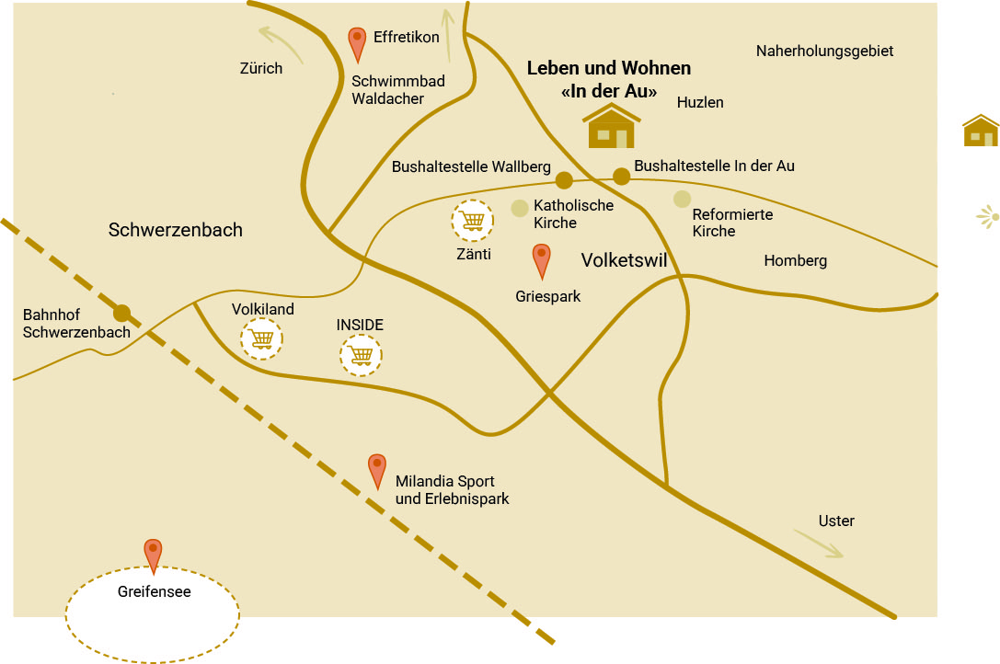 Effretikon
Naherholungsgebiet
Zürich
Leben und Wohnen
«In der Au»
Schwimmbad
Waldacher
Huzlen
Bushaltestelle Wallberg
Bushaltestelle In der Au
Katholische
Kirche
Reformierte
Kirche
Schwerzenbach
Zänti
Volketswil
Homberg
Griespark
Volkiland
Bahnhof
Schwerzenbach
INSIDE
Milandia Sport
und Erlebnispark
Uster
Greifensee